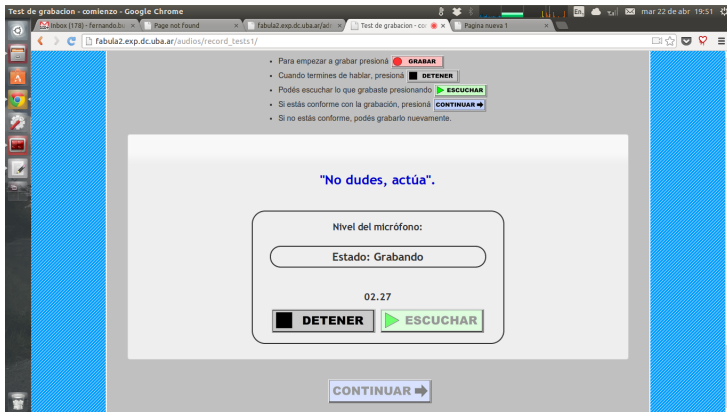 Test de grabacion - comienzo - Google Chrome
En
mar 22 de abr 19:51
Inbox (178) - fernando.bu
Page not found
fabula2.exp.dc.uba.ar/adm
Test de grabacion - co
Pagina nueva 1
fabula2.exp.dc.uba.ar/audios/record_tests1/
Para empezar a grabar presioná GRABAR
Cuando termines de hablar, presioná DETENER
Podés escuchar lo que grabaste presionando ESCUCHAR
Si estás conforme con la grabación, presioná CONTINUAR
Si no estás conforme, podés grabarlo nuevamente.
"No dudes, actúa".
Nivel del micrófono:
Estado: Grabando
02.27
DETENER ESCUCHAR
CONTINUAR